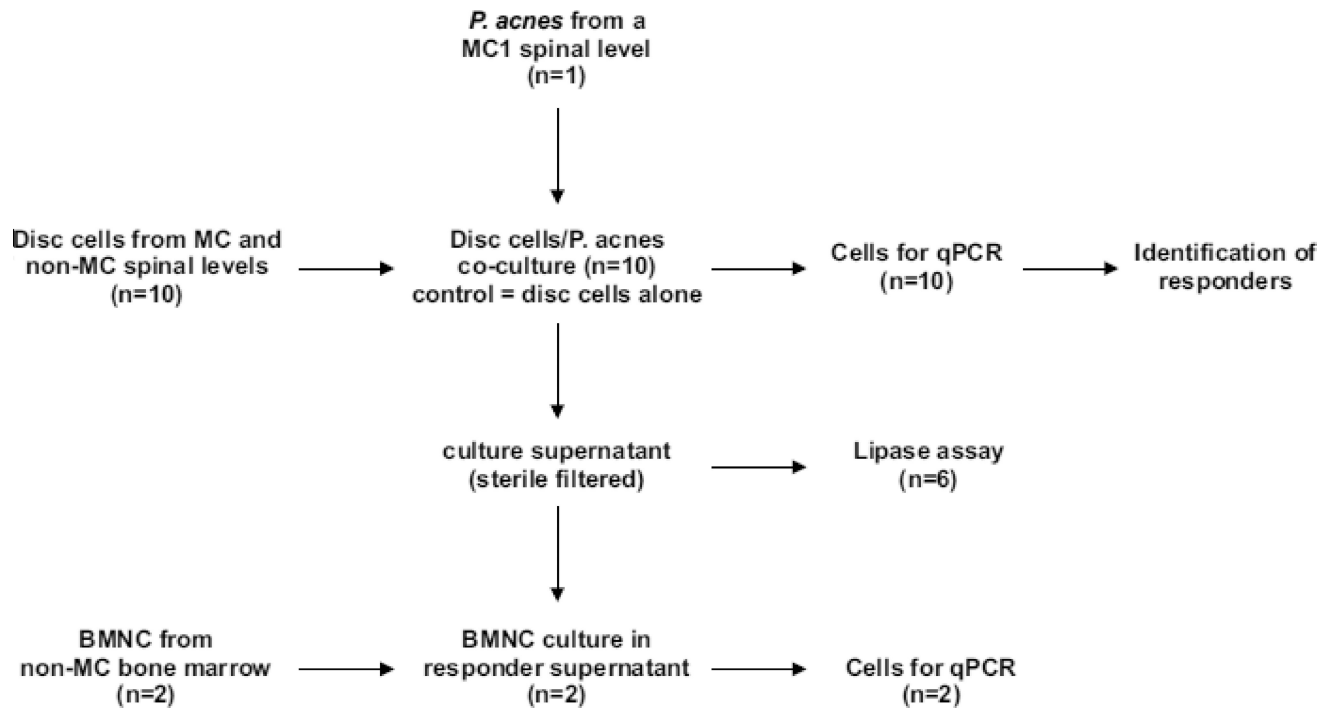 P. acnes from a
MC1 spinal level
(n=1)
Disc cells from MC and
non-MC spinal levels
(n=10)
Disc cells/P. acnes
co-culture (n=10)
control = disc cells alone
Cells for qPCR
(n=10)
Identification of
responders
culture supernatant
(sterile filtered)
Lipase assay
(n=6)
BMNC from
non-MC bone marrow
(n=2)
BMNC culture in
responder supernatant
(n=2)
Cells for qPCR
(n=2)